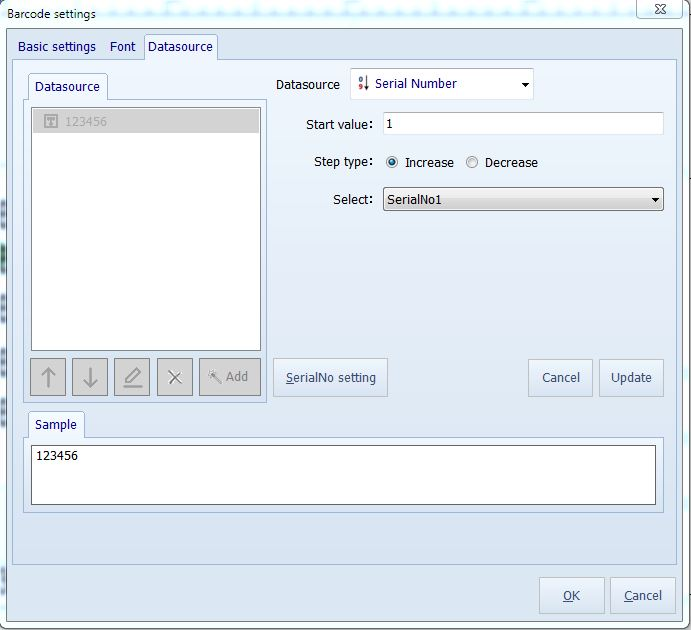 Barcode settings
Basic settings Font Datasource
Datasource
123456
Add
Datasource Serial Number
Start value: 1
Step type: Increase Decrease
Select: SerialNo1
SerialNo setting Cancel Update
Sample
123456
OK Cancel